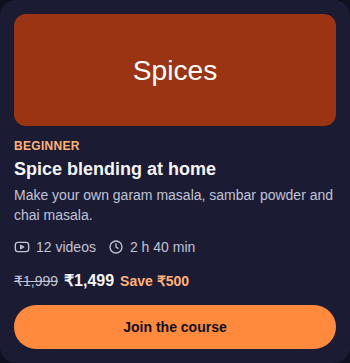 Spices
BEGINNER
Spice blending at home
Make your own garam masala, sambar powder and
chai masala.
12 videos 2 h 40 min
₹1,999 ₹1,499 Save ₹500
Join the course